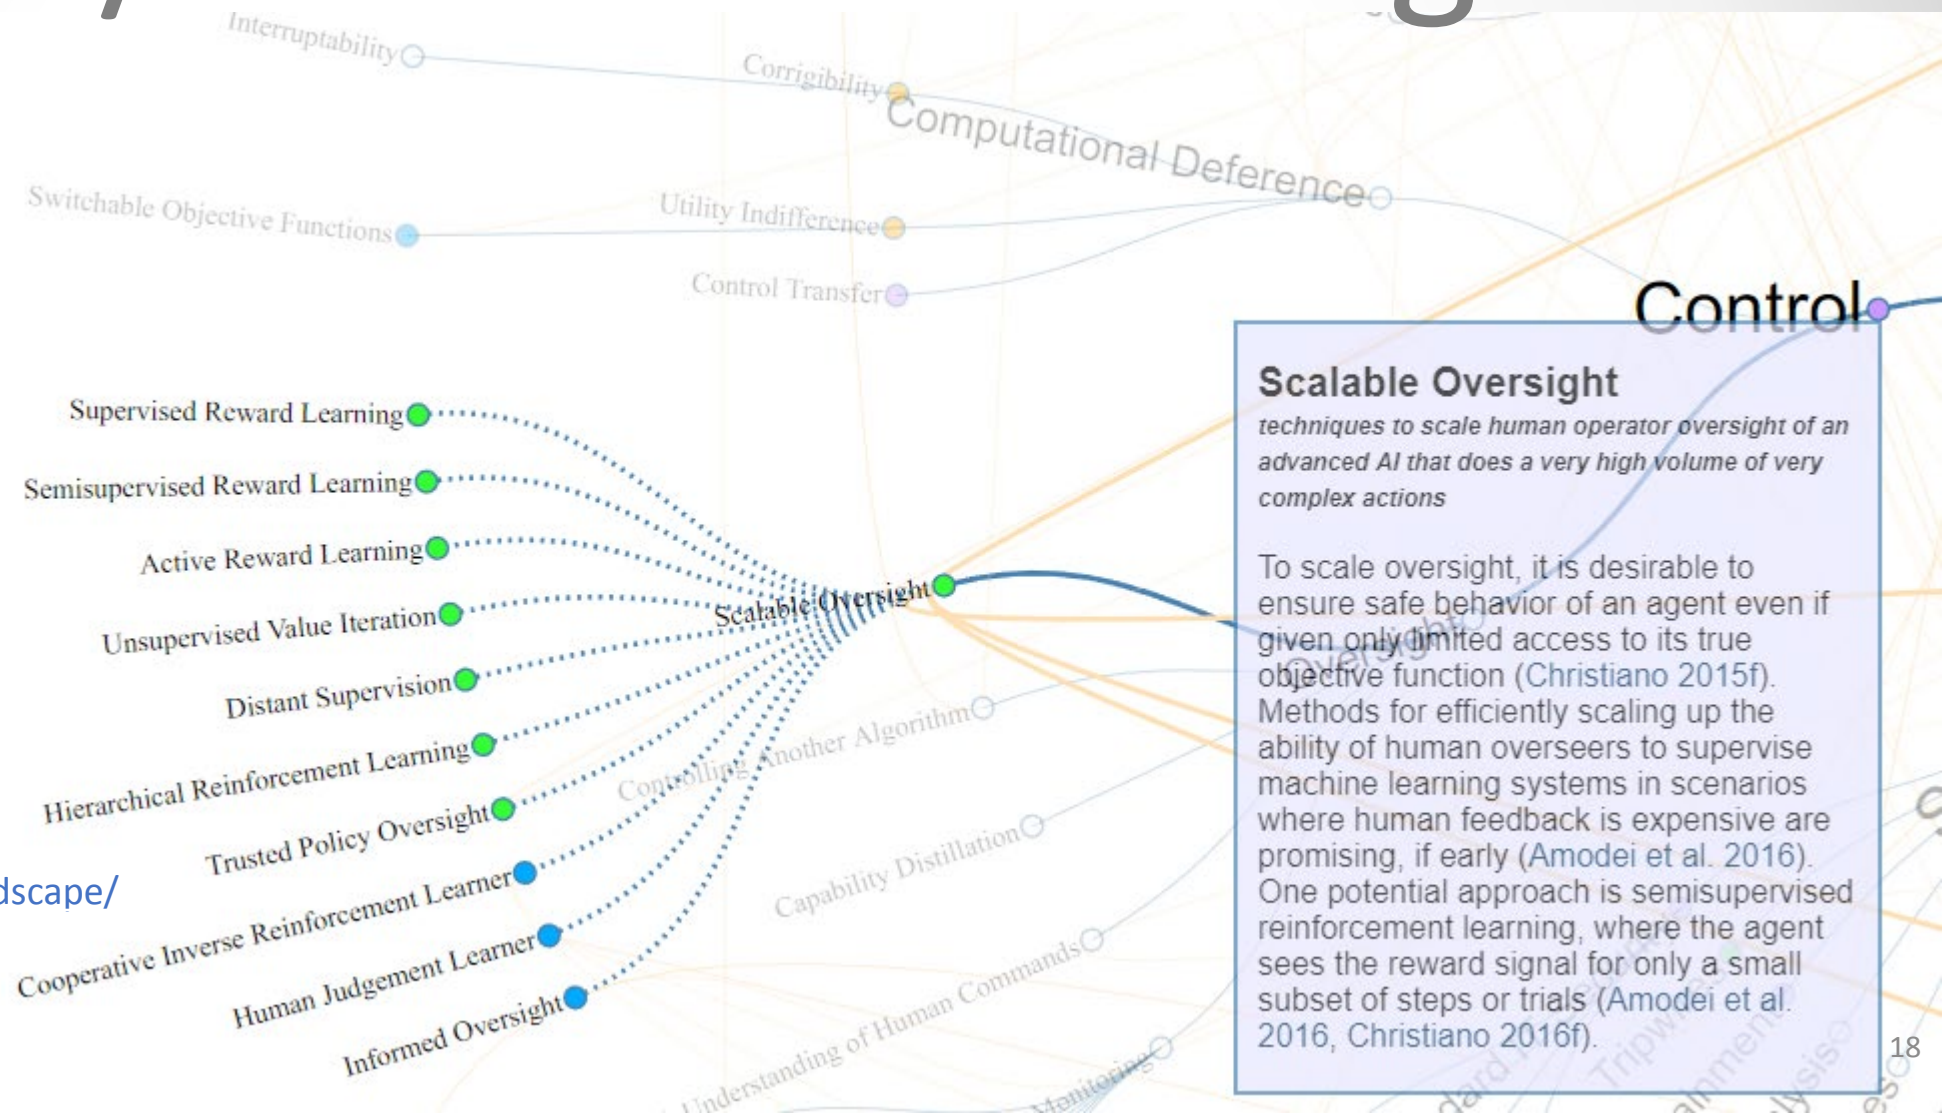 Interruptability
Corrigibility
Computational Deference
Switchable Objective Functions
Utility Indifference
Control Transfer
Control
Supervised Reward Learning
Semisupervised Reward Learning
Active Reward Learning
Unsupervised Value Iteration
Distant Supervision
Hierarchical Reinforcement Learning
Trusted Policy Oversight
Cooperative Inverse Reinforcement Learner
Human Judgement Learner
Informed Oversight
Scalable Oversight
Oversight
Controlling Another Algorithm
Capability Distillation
Understanding of Human Commands
Monitoring
dscape/
Scalable Oversight
techniques to scale human operator oversight of an
advanced AI that does a very high volume of very
complex actions
To scale oversight, it is desirable to
ensure safe behavior of an agent even if
given only limited access to its true
objective function (Christiano 2015f).
Methods for efficiently scaling up the
ability of human overseers to supervise
machine learning systems in scenarios
where human feedback is expensive are
promising, if early (Amodei et al. 2016).
One potential approach is semisupervised
reinforcement learning, where the agent
sees the reward signal for only a small
subset of steps or trials (Amodei et al.
2016, Christiano 2016f).
18